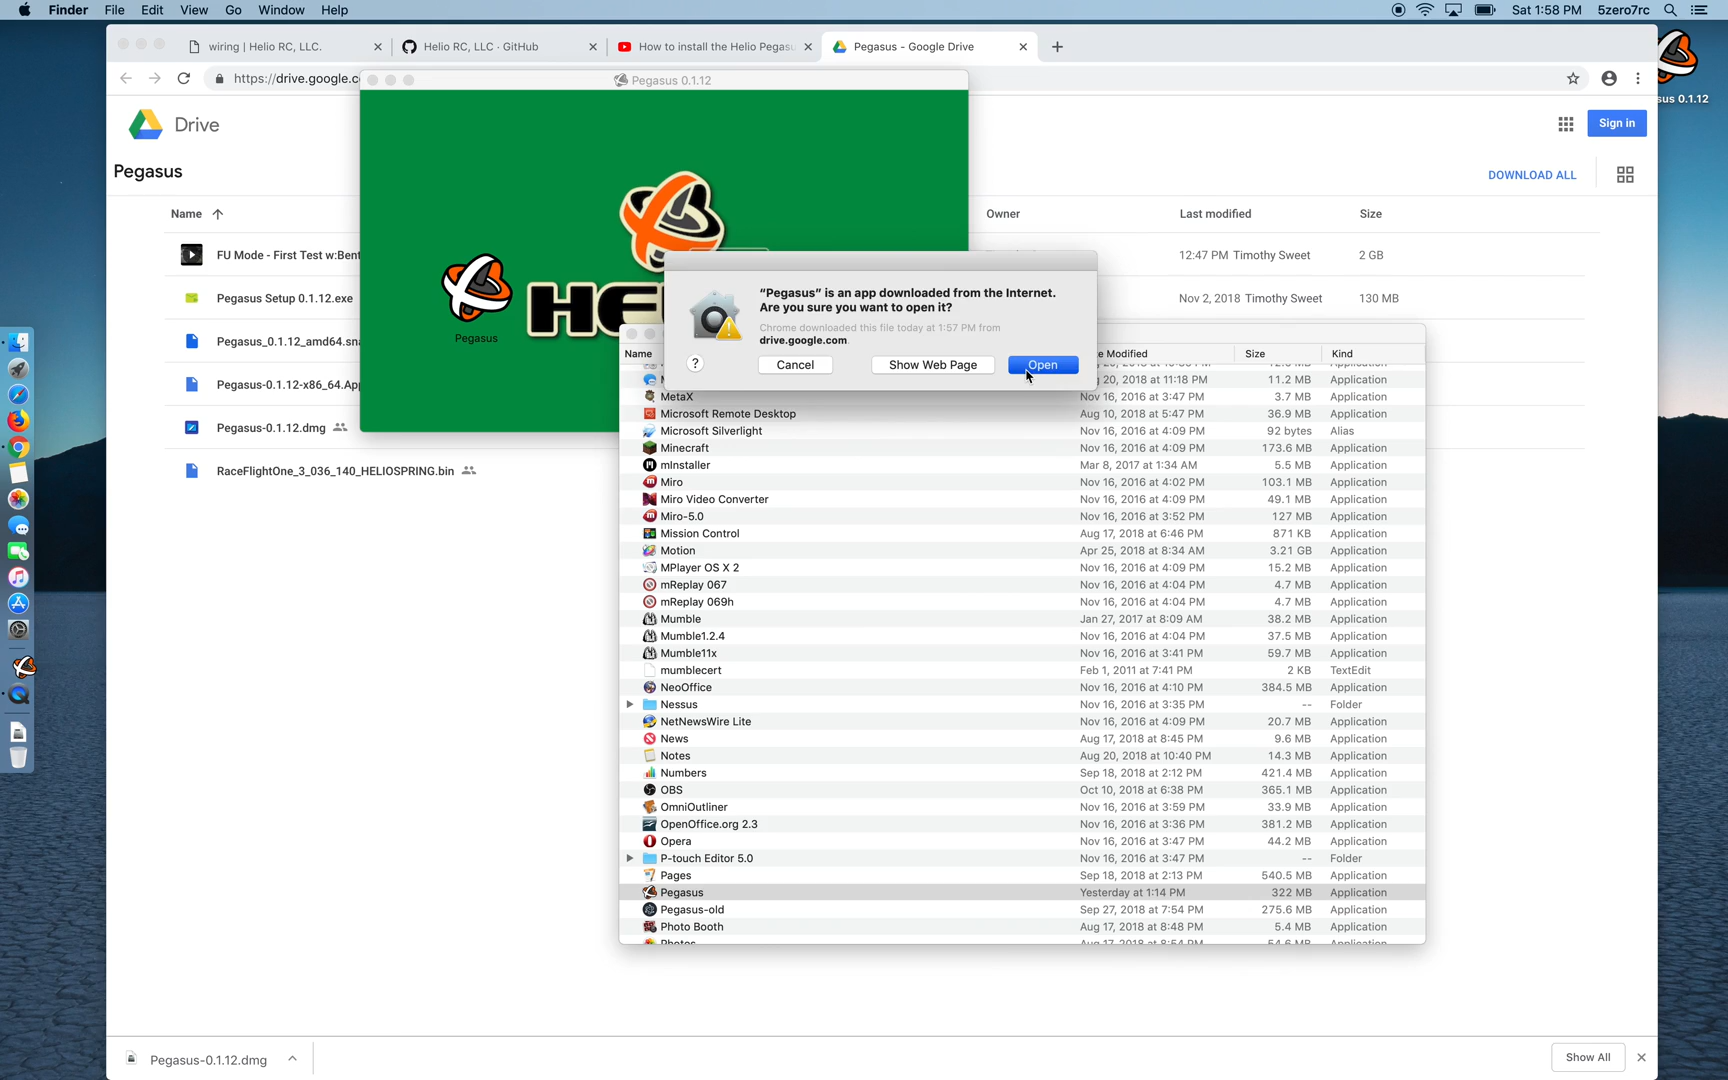 Finder File Edit View Go Window Help
Sat 1:58 PM 5zero7rc
wiring | Helio RC, LLC.
Helio RC, LLC · GitHub
How to install the Helio Pegasu
Pegasus - Google Drive
https://drive.google.c
Pegasus 0.1.12
sus 0.1.12
Drive
Sign in
Pegasus
DOWNLOAD ALL
Name
Owner
Last modified
Size
FU Mode - First Test w:Bent
12:47 PM Timothy Sweet
2 GB
Pegasus Setup 0.1.12.exe
Nov 2, 2018 Timothy Sweet
130 MB
Pegasus_0.1.12_amd64.sna
Pegasus-0.1.12-x86_64.App
Pegasus-0.1.12.dmg
RaceFlightOne_3_036_140_HELIOSPRING.bin
Pegasus
HE
"Pegasus" is an app downloaded from the Internet.
Are you sure you want to open it?
Chrome downloaded this file today at 1:57 PM from
drive.google.com.
?
Cancel
Show Web Page
Open
Name
e Modified
Size
Kind
20, 2018 at 11:18 PM 11.2 MB Application
MetaX Nov 16, 2016 at 3:47 PM 3.7 MB Application
Microsoft Remote Desktop Aug 10, 2018 at 5:47 PM 36.9 MB Application
Microsoft Silverlight Nov 16, 2016 at 4:09 PM 92 bytes Alias
Minecraft Nov 16, 2016 at 4:09 PM 173.6 MB Application
mInstaller Mar 8, 2017 at 1:34 AM 5.5 MB Application
Miro Nov 16, 2016 at 4:02 PM 103.1 MB Application
Miro Video Converter Nov 16, 2016 at 4:09 PM 49.1 MB Application
Miro-5.0 Nov 16, 2016 at 3:52 PM 127 MB Application
Mission Control Aug 17, 2018 at 6:46 PM 871 KB Application
Motion Apr 25, 2018 at 8:34 AM 3.21 GB Application
MPlayer OS X 2 Nov 16, 2016 at 4:09 PM 15.2 MB Application
mReplay 067 Nov 16, 2016 at 4:04 PM 4.7 MB Application
mReplay 069h Nov 16, 2016 at 4:04 PM 4.7 MB Application
Mumble Jan 27, 2017 at 8:09 AM 38.2 MB Application
Mumble1.2.4 Nov 16, 2016 at 4:04 PM 37.5 MB Application
Mumble11x Nov 16, 2016 at 3:41 PM 59.7 MB Application
mumblecert Feb 1, 2011 at 7:41 PM 2 KB TextEdit
NeoOffice Nov 16, 2016 at 4:10 PM 384.5 MB Application
Nessus Nov 16, 2016 at 3:35 PM -- Folder
NetNewsWire Lite Nov 16, 2016 at 4:09 PM 20.7 MB Application
News Aug 17, 2018 at 8:45 PM 9.6 MB Application
Notes Aug 20, 2018 at 10:40 PM 14.3 MB Application
Numbers Sep 18, 2018 at 2:12 PM 421.4 MB Application
OBS Oct 10, 2018 at 6:38 PM 365.1 MB Application
OmniOutliner Nov 16, 2016 at 3:59 PM 33.9 MB Application
OpenOffice.org 2.3 Nov 16, 2016 at 3:36 PM 381.2 MB Application
Opera Nov 16, 2016 at 3:47 PM 44.2 MB Application
P-touch Editor 5.0 Nov 16, 2016 at 3:47 PM -- Folder
Pages Sep 18, 2018 at 2:13 PM 540.5 MB Application
Pegasus Yesterday at 1:14 PM 322 MB Application
Pegasus-old Sep 27, 2018 at 7:54 PM 275.6 MB Application
Photo Booth Aug 17, 2018 at 8:48 PM 5.4 MB Application
Photos Aug 17, 2018 at 8:54 PM 54.6 MB Application
Pegasus-0.1.12.dmg
Show All